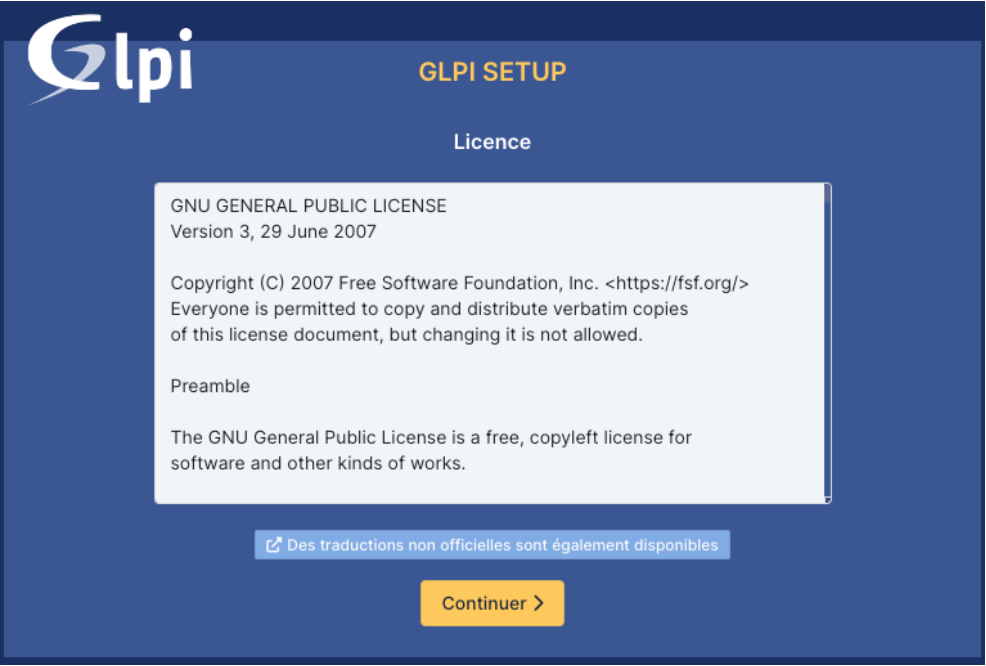 Glpi
GLPI SETUP
Licence
GNU GENERAL PUBLIC LICENSE
Version 3, 29 June 2007
Copyright (C) 2007 Free Software Foundation, Inc. <https://fsf.org/>
Everyone is permitted to copy and distribute verbatim copies
of this license document, but changing it is not allowed.
Preamble
The GNU General Public License is a free, copyleft license for
software and other kinds of works.
Des traductions non officielles sont également disponibles
Continuer